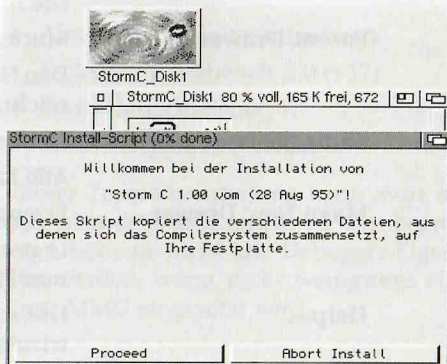 StormC_Disk1
StormC_Disk1 80 % voll, 165 K frei, 672
StormC Install-Script (0% done)
Willkommen bei der Installation von
"Storm C 1.00 vom (28 Aug 95)"!
Dieses Skript kopiert die verschiedenen Dateien, aus
denen sich das Compilersystem zusammensetzt, auf
Ihre Festplatte.
Proceed
Abort Install